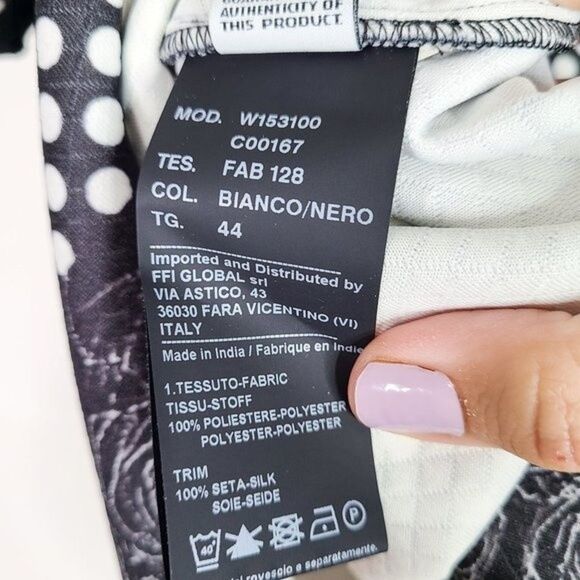 AUTHENTICITY OF
THIS PRODUCT
MOD. W153100
C00167
TES. FAB 128
COL. BIANCO/NERO
TG. 44
Imported and Distributed by
FFI GLOBAL srl
VIA ASTICO, 43
36030 FARA VICENTINO (VI)
ITALY
Made in India / Fabrique en Inde
1.TESSUTO-FABRIC
TISSU-STOFF
100% POLIESTERE-POLYESTER
POLYESTER-POLYESTER
TRIM
100% SETA-SILK
SOIE-SEIDE
40 P
rovescio e separatamente.